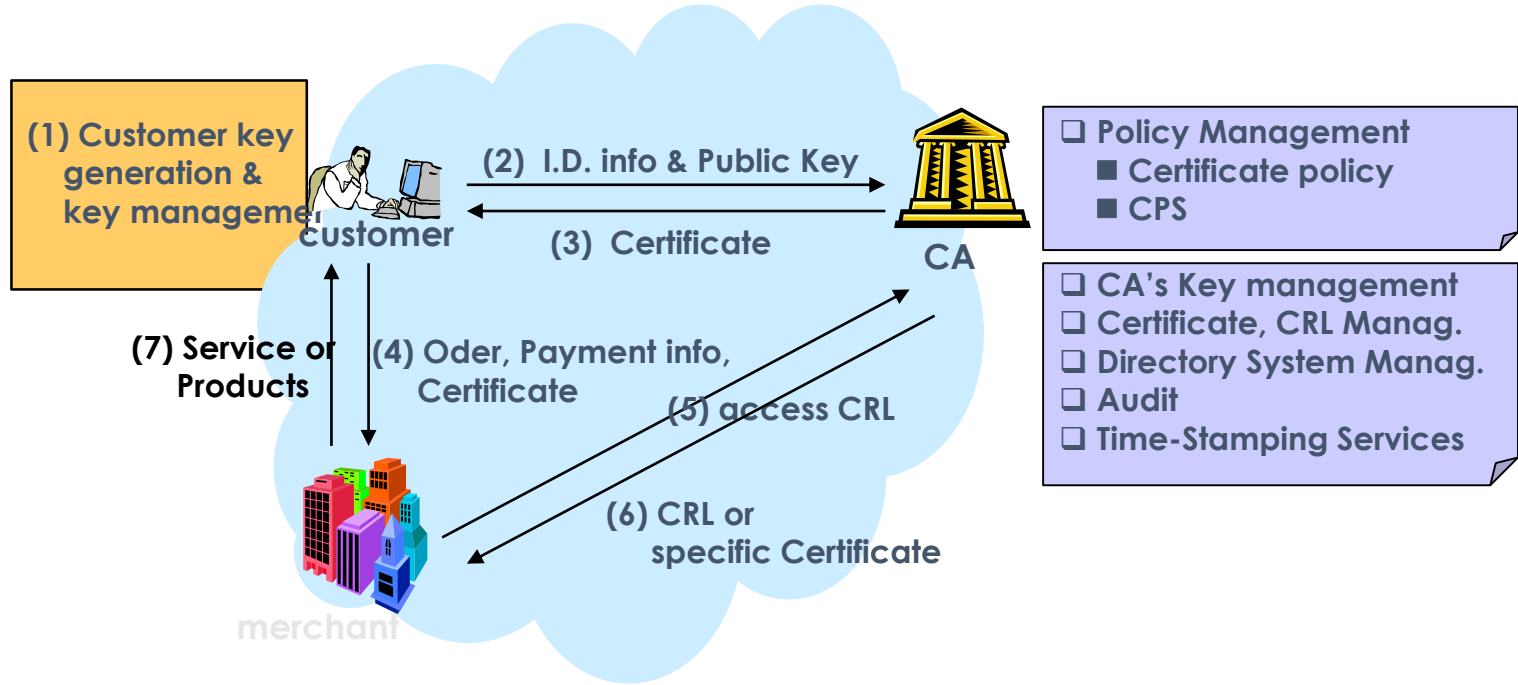 (1) Customer key
generation &
key managemer
customer
(2) I.D. info & Public Key
(3) Certificate
CA
❑ Policy Management
■ Certificate policy
■ CPS
❑ CA's Key management
❑ Certificate, CRL Manag.
❑ Directory System Manag.
❑ Audit
❑ Time-Stamping Services
(7) Service or
Products
(4) Oder, Payment info,
Certificate
(5) access CRL
(6) CRL or
specific Certificate
merchant